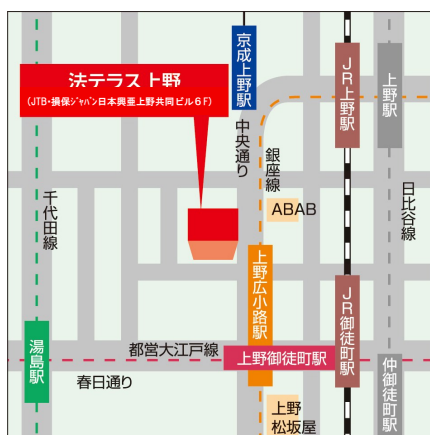 京成上野駅
JR上野駅
上野駅
法テラス上野
(JTB・損保ジャパン日本興亜上野共同ビル6F)
中央通り
銀座線
千代田線
ABAB
日比谷線
上野広小路駅
JR御徒町駅
湯島駅
都営大江戸線
上野御徒町駅
仲御徒町駅
春日通り
上野
松坂屋